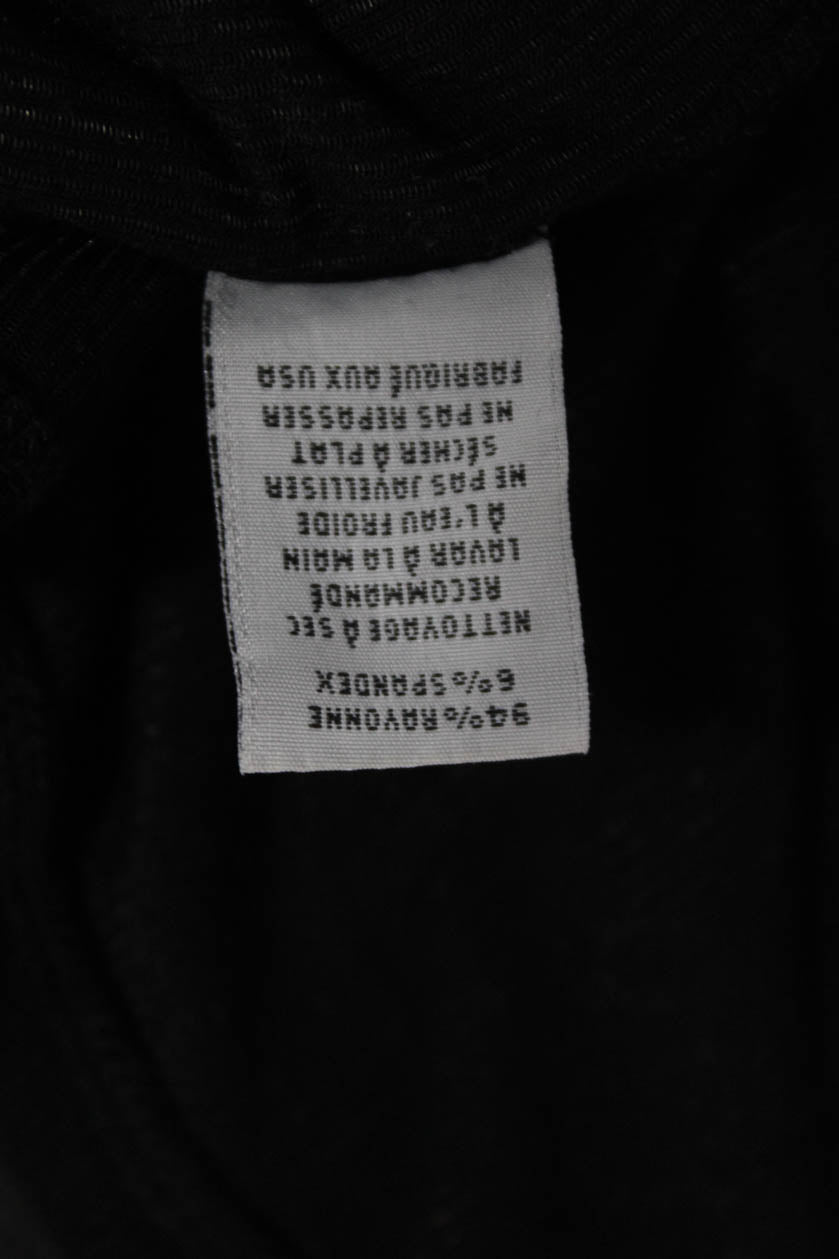 94% RAYONNE
6% SPANDEX
NETTOYAGE À SEC
RECOMMANDÉ
LAVAR À LA MAIN
À L'EAU FROIDE
NE PAS JAVELLISER
SÉCHER À PLAT
NE PAS REPASSER
FABRIQUÉ AUX USA